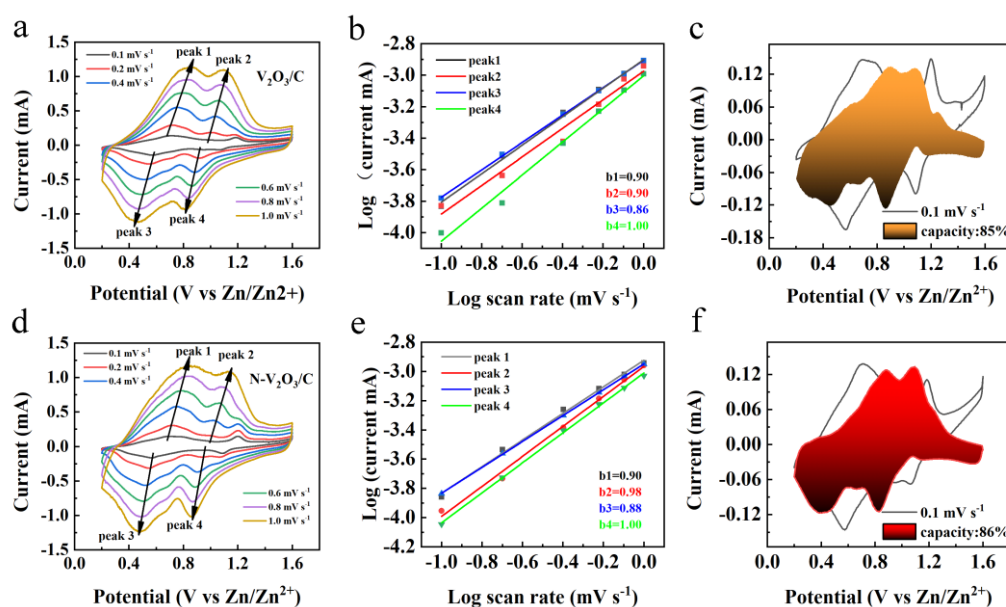 a
0.1 mV s⁻¹
0.2 mV s⁻¹
0.4 mV s⁻¹
peak 1
peak 2
V₂O₃/C
0.6 mV s⁻¹
0.8 mV s⁻¹
1.0 mV s⁻¹
peak 3
peak 4
1.5
1.0
0.5
0.0
-0.5
-1.0
-1.5
0.0 0.4 0.8 1.2 1.6
Current (mA)
Potential (V vs Zn/Zn2+)
b
peak1
peak2
peak3
peak4
b1=0.90
b2=0.90
b3=0.86
b4=1.00
-2.8
-3.0
-3.2
-3.4
-3.6
-3.8
-4.0
-1.0 -0.8 -0.6 -0.4 -0.2 0.0
Log （current mA)
Log scan rate (mV s⁻¹)
c
0.18
0.12
0.06
0.00
-0.06
-0.12
-0.18
0.1 mV s⁻¹
capacity:85%
0.0 0.4 0.8 1.2 1.6
Current (mA)
Potential (V vs Zn/Zn²⁺)
d
0.1 mV s⁻¹
0.2 mV s⁻¹
0.4 mV s⁻¹
peak 1
peak 2
N-V₂O₃/C
0.6 mV s⁻¹
0.8 mV s⁻¹
1.0 mV s⁻¹
peak 3
peak 4
1.5
1.0
0.5
0.0
-0.5
-1.0
-1.5
0.0 0.4 0.8 1.2 1.6
Current (mA)
Potential (V vs Zn/Zn²⁺)
e
peak 1
peak 2
peak 3
peak 4
b1=0.90
b2=0.98
b3=0.88
b4=1.00
-2.8
-3.0
-3.2
-3.4
-3.6
-3.8
-4.0
-4.2
-1.0 -0.8 -0.6 -0.4 -0.2 0.0
Log (current mA)
Log scan rate (mV s⁻¹)
f
0.18
0.12
0.06
0.00
-0.06
-0.12
0.1 mV s⁻¹
capacity:86%
0.0 0.4 0.8 1.2 1.6
Current (mA)
Potential (V vs Zn/Zn²⁺)